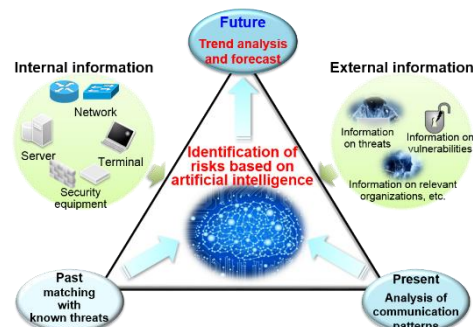 Future
Trend analysis
and forecast
Internal information
External information
Network
Server
Terminal
Security
equipment
Information
on threats
Information on
vulnerabilities
Information on relevant
organizations, etc.
Identification of
risks based on
artificial intelligence
Past
matching
with
known threats
Present
Analysis of
communication
patterns